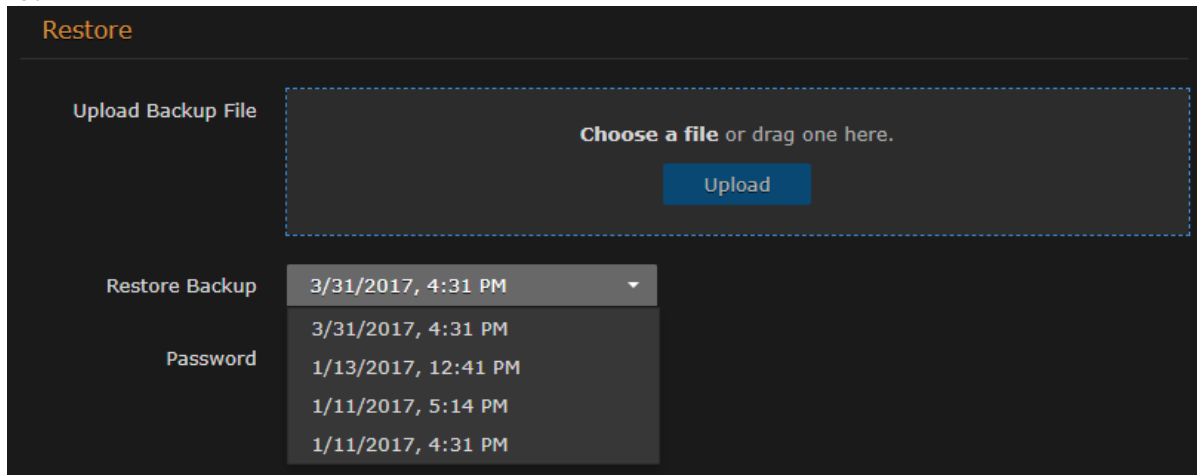 Restore
Upload Backup File
Choose a file or drag one here.
Upload
Restore Backup
3/31/2017, 4:31 PM
3/31/2017, 4:31 PM
Password
1/13/2017, 12:41 PM
1/11/2017, 5:14 PM
1/11/2017, 4:31 PM